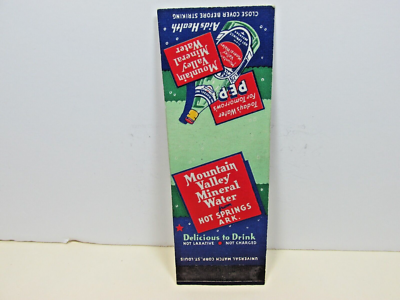 CLOSE COVER BEFORE STRIKING
Aids Health
Mountain
Valley
Mineral
Water
Today's Water
for Tomorrow's
PEP!
Mountain
Valley
Mineral
Water
from
HOT SPRINGS
ARK.
Delicious to Drink
NOT LAXATIVE ★ NOT CHARGED
UNIVERSAL MATCH CORP., ST. LOUIS